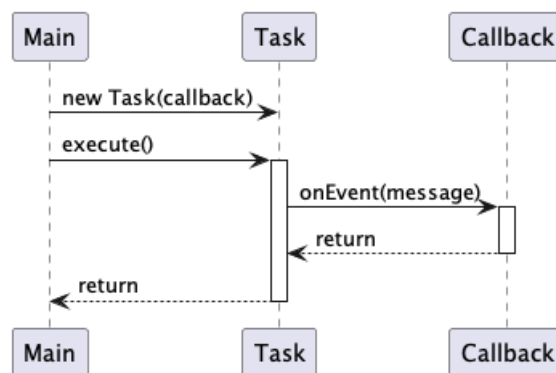 Main Task Callback
new Task(callback)
execute()
onEvent(message)
return
return
Main Task Callback